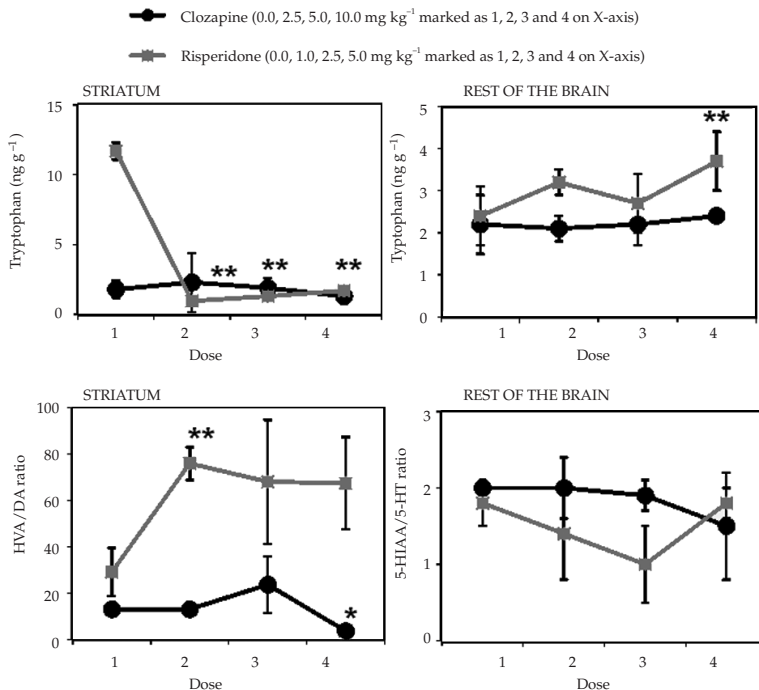 Clozapine (0.0, 2.5, 5.0, 10.0 mg kg⁻¹ marked as 1, 2, 3 and 4 on X-axis)
Risperidone (0.0, 1.0, 2.5, 5.0 mg kg⁻¹ marked as 1, 2, 3 and 4 on X-axis)
STRIATUM
Tryptophan (ng g⁻¹)
15
10
5
0
** ** **
1 2 3 4
Dose
REST OF THE BRAIN
Typtophan (ng g⁻¹)
5
4
3
2
1
0
**
1 2 3 4
Dose
STRIATUM
HVA/DA ratio
100
80
60
40
20
0
**
*
1 2 3 4
Dose
REST OF THE BRAIN
5-HIAA/5-HT ratio
3
2
1
0
1 2 3 4
Dose